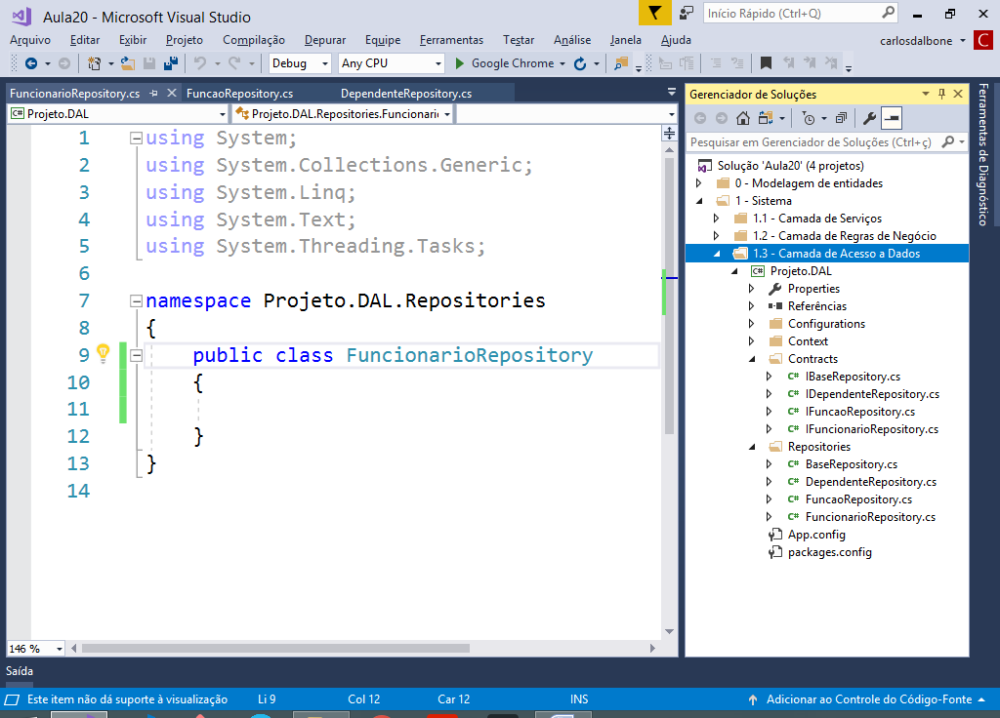 Aula20 - Microsoft Visual Studio
Início Rápido (Ctrl+Q)
Arquivo Editar Exibir Projeto Compilação Depurar Equipe Ferramentas Testar Análise Janela Ajuda carlosdalbone C
Debug Any CPU Google Chrome
FuncionarioRepository.cs FuncaoRepository.cs DependenteRepository.cs
C# Projeto.DAL Projeto.DAL.Repositories.Funcionari
1 using System;
2 using System.Collections.Generic;
3 using System.Linq;
4 using System.Text;
5 using System.Threading.Tasks;
6
7 namespace Projeto.DAL.Repositories
8 {
9 public class FuncionarioRepository
10 {
11
12 }
13 }
14
146 %
Gerenciador de Soluções
Pesquisar em Gerenciador de Soluções (Ctrl+ç)
Solução 'Aula20' (4 projetos)
0 - Modelagem de entidades
1 - Sistema
1.1 - Camada de Serviços
1.2 - Camada de Regras de Negócio
1.3 - Camada de Acesso a Dados
C# Projeto.DAL
Properties
Referências
Configurations
Context
Contracts
C# IBaseRepository.cs
C# IDependenteRepository.cs
C# IFuncaoRepository.cs
C# IFuncionarioRepository.cs
Repositories
C# BaseRepository.cs
C# DependenteRepository.cs
C# FuncaoRepository.cs
C# FuncionarioRepository.cs
App.config
packages.config
Ferramentas de Diagnóstico
Saída
Este item não dá suporte à visualização Li 9 Col 12 Car 12 INS Adicionar ao Controle do Código-Fonte